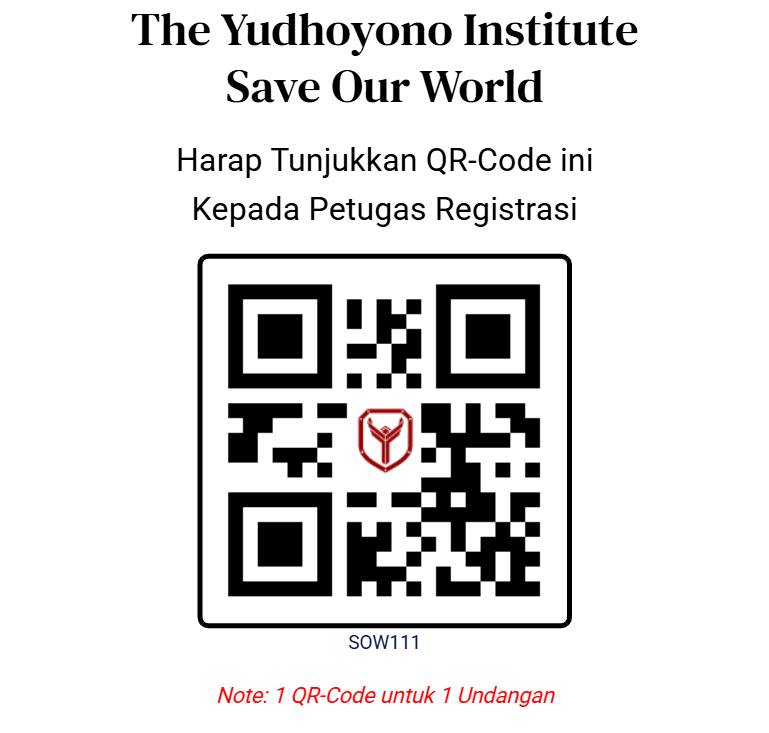 The Yudhoyono Institute
Save Our World
Harap Tunjukkan QR-Code ini
Kepada Petugas Registrasi
SOW111
Note: 1 QR-Code untuk 1 Undangan